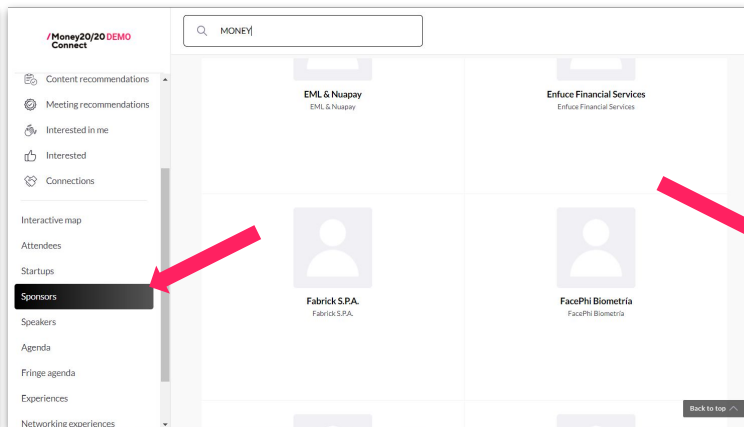 /Money20/20 DEMO
Connect
MONEY
Content recommendations
Meeting recommendations
Interested in me
Interested
Connections
Interactive map
Attendees
Startups
Sponsors
Speakers
Agenda
Fringe agenda
Experiences
Networking experiences
EML & Nuapay
EML & Nuapay
Enfuce Financial Services
Enfuce Financial Services
Fabrick S.P.A.
Fabrick S.P.A.
FacePhi Biometría
FacePhi Biometría
Back to top